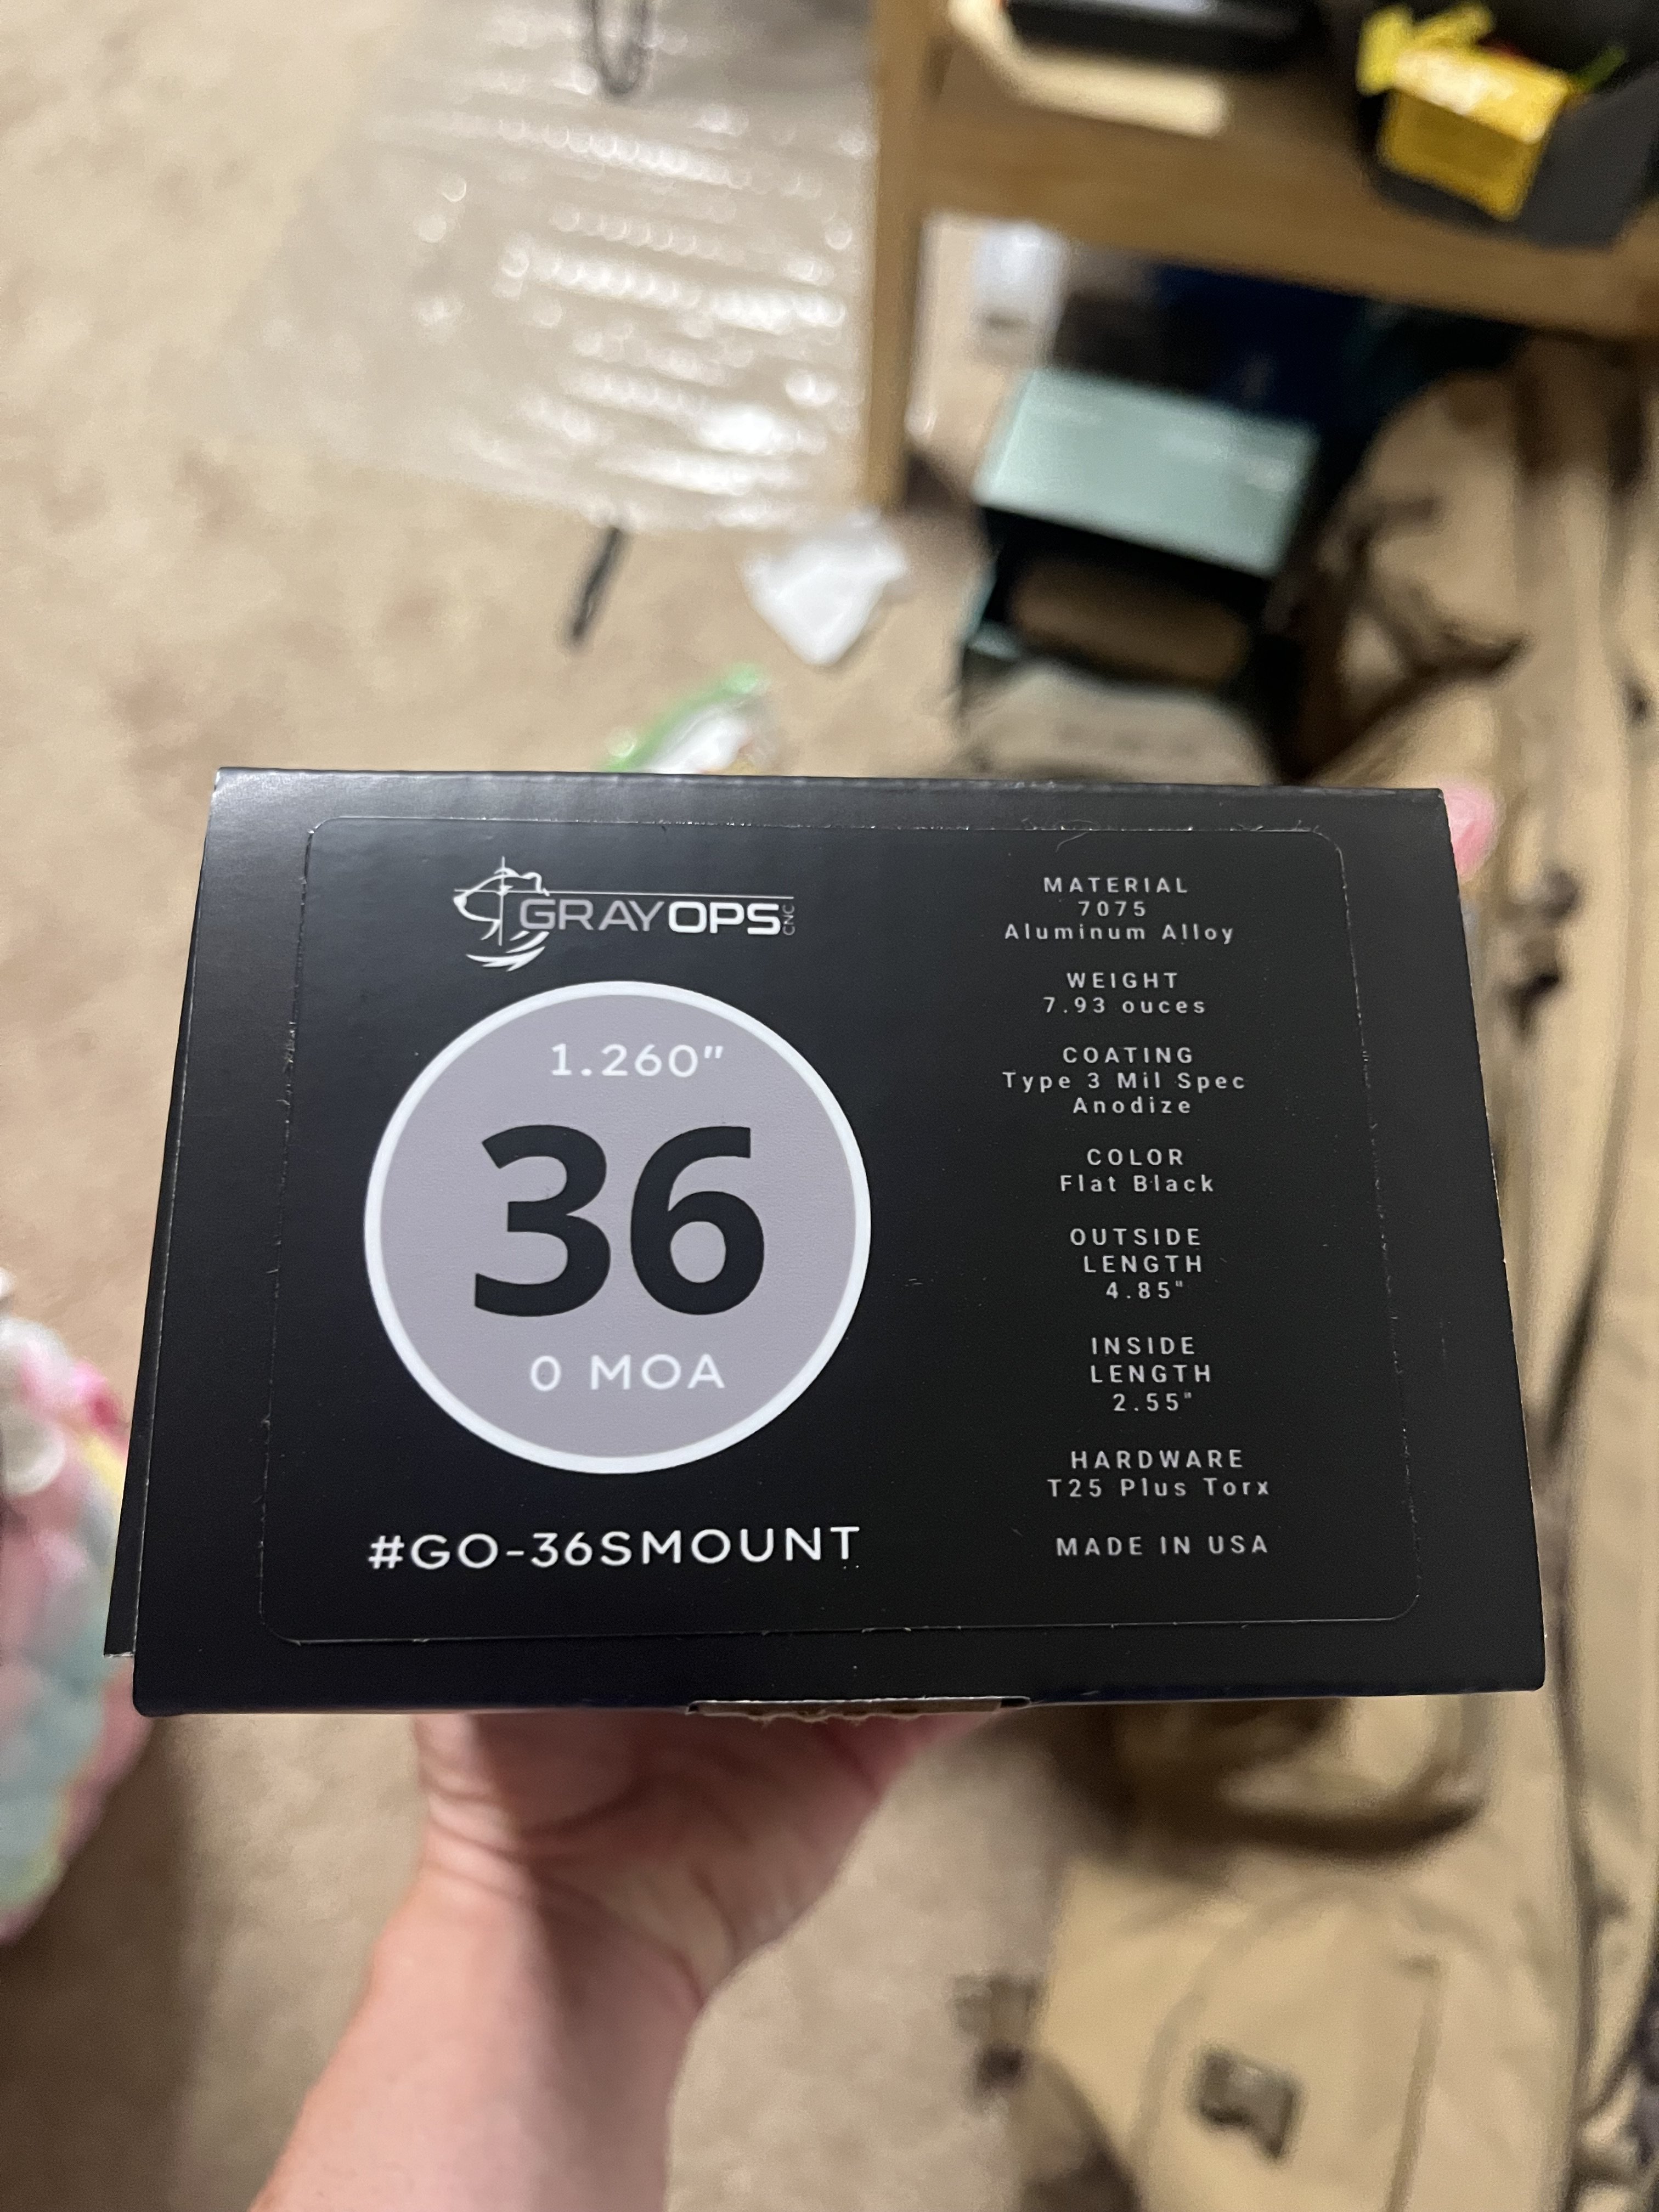 GRAYOPS CNC
1.260"
36
0 MOA
#GO-36SMOUNT
MATERIAL
7075
Aluminum Alloy
WEIGHT
7.93 ouces
COATING
Type 3 Mil Spec
Anodize
COLOR
Flat Black
OUTSIDE
LENGTH
4.85"
INSIDE
LENGTH
2.55"
HARDWARE
T25 Plus Torx
MADE IN USA